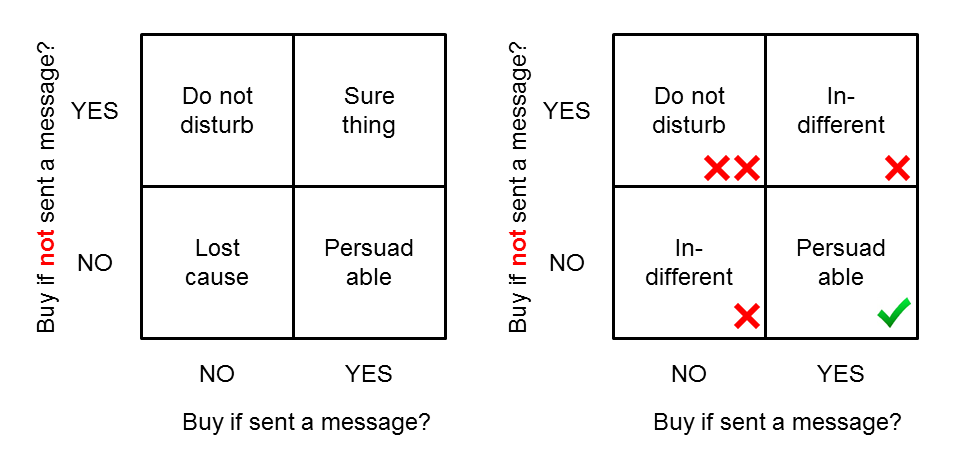 Buy if not sent a message?
YES
NO
Do not
disturb
Sure
thing
Lost
cause
Persuad
able
NO
YES
Buy if sent a message?
Buy if not sent a message?
YES
NO
Do not
disturb
In-
different
In-
different
Persuad
able
NO
YES
Buy if sent a message?